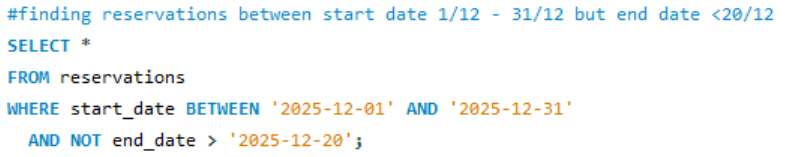 #finding reservations between start date 1/12 - 31/12 but end date <20/12
SELECT *
FROM reservations
WHERE start_date BETWEEN '2025-12-01' AND '2025-12-31'
  AND NOT end_date > '2025-12-20';